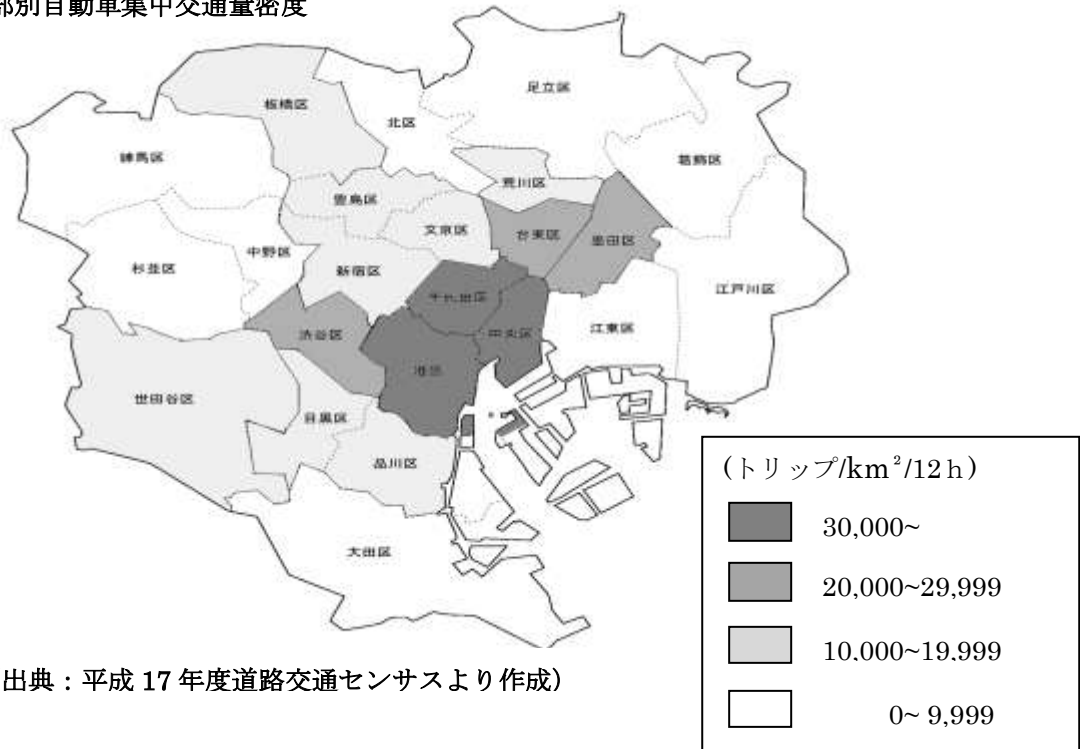 部別自動車集中交通量密度
足立区
板橋区
北区
練馬区
葛飾区
荒川区
豊島区
文京区
台東区
墨田区
中野区
杉並区
新宿区
江戸川区
千代田区
渋谷区
中央区
江東区
港区
世田谷区
目黒区
品川区
大田区
(トリップ/km²/12h)
30,000~
20,000~29,999
10,000~19,999
0~ 9,999
出典：平成 17 年度道路交通センサスより作成)